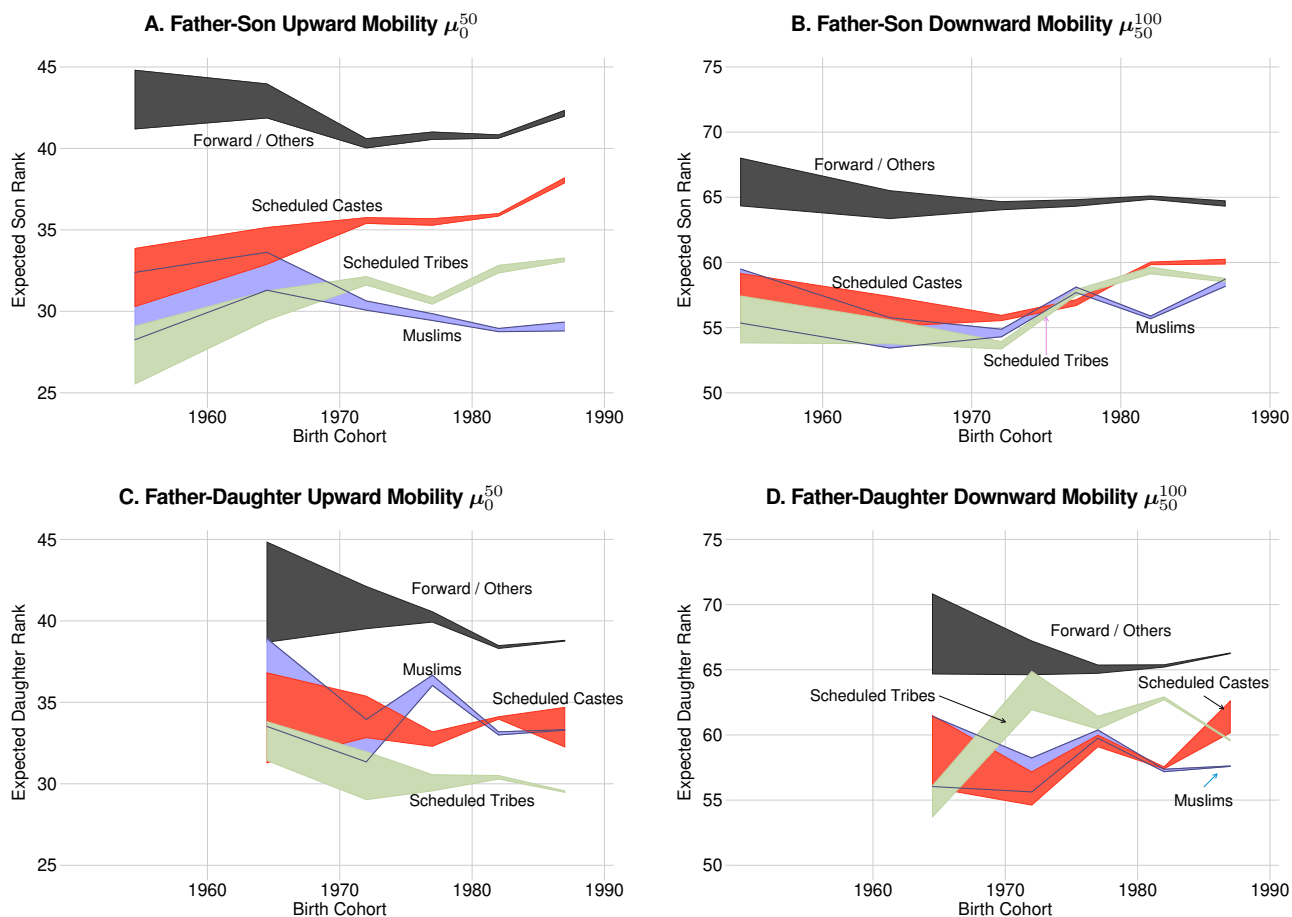 A. Father-Son Upward Mobility μ₀⁵⁰
45
40
35
30
25
Expected Son Rank
Forward / Others
Scheduled Castes
Scheduled Tribes
Muslims
1960 1970 1980 1990
Birth Cohort
B. Father-Son Downward Mobility μ₅₀¹⁰⁰
75
70
65
60
55
50
Expected Son Rank
Forward / Others
Scheduled Castes
Muslims
Scheduled Tribes
1960 1970 1980 1990
Birth Cohort
C. Father-Daughter Upward Mobility μ₀⁵⁰
45
40
35
30
25
Expected Daughter Rank
Forward / Others
Muslims
Scheduled Castes
Scheduled Tribes
1960 1970 1980 1990
Birth Cohort
D. Father-Daughter Downward Mobility μ₅₀¹⁰⁰
75
70
65
60
55
50
Expected Daughter Rank
Forward / Others
Scheduled Castes
Scheduled Tribes
Muslims
1960 1970 1980 1990
Birth Cohort